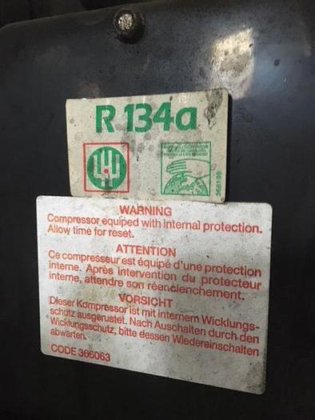 R 134a
WARNING
Compressor equiped with internal protection.
Allow time for reset.
ATTENTION
Ce compresseur est équipé d'une protection
interne. Après intervention du protecteur
interne, attendre son réenclenchement.
VORSICHT
Dieser Kompressor ist mit internem Wicklungs-
schutz ausgerustet. Nach Auschalten durch den
Wicklungsschutz, bitte dessen Wiedereinschalten
abwarten.
CODE 366063